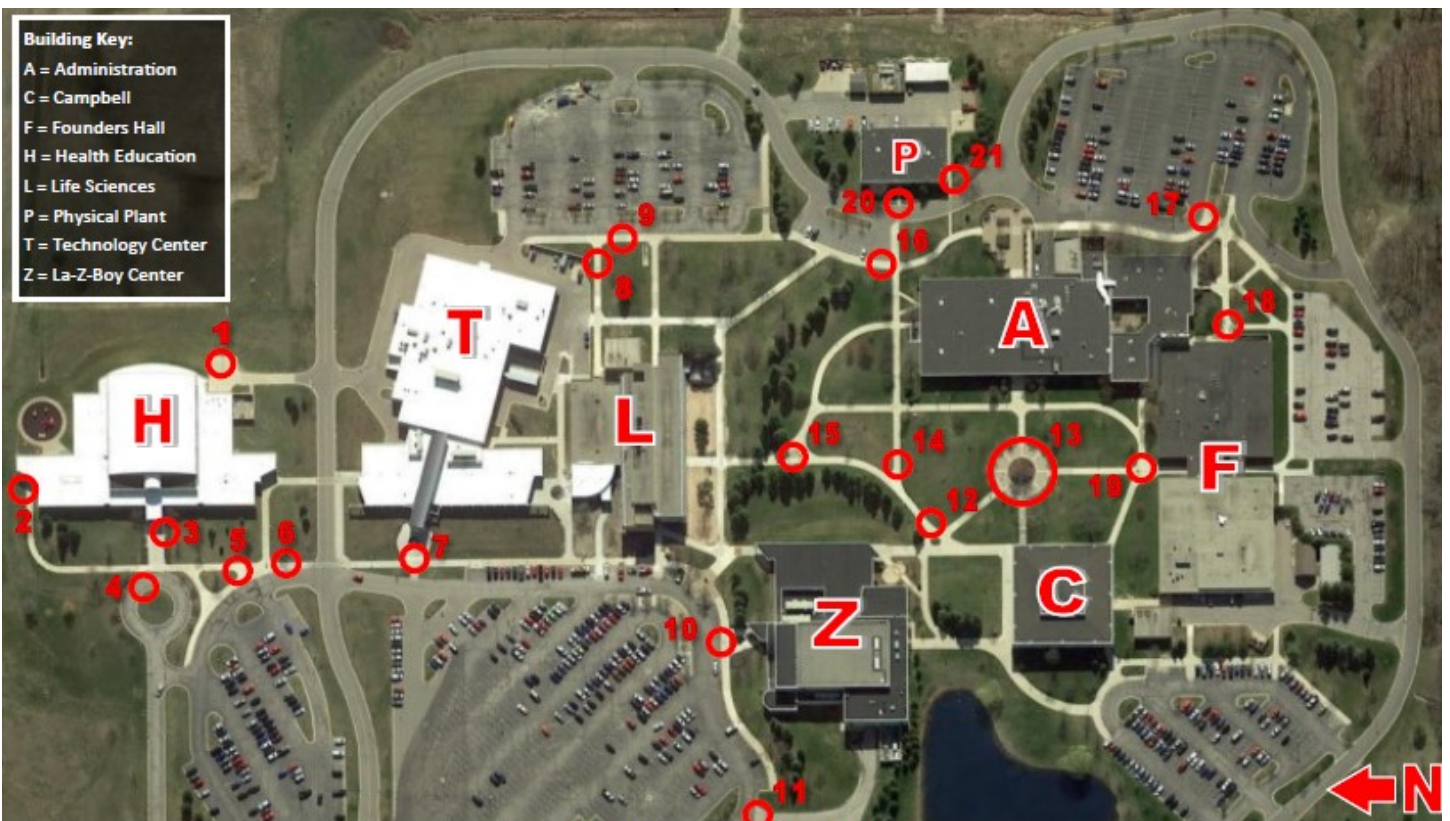 Building Key:
A = Administration
C = Campbell
F = Founders Hall
H = Health Education
L = Life Sciences
P = Physical Plant
T = Technology Center
Z = La-Z-Boy Center
P
21
20
17
9
16
8
T
A
18
1
H
L
15
14
13
F
19
2
3
12
5
6
7
4
C
Z
10
11
N